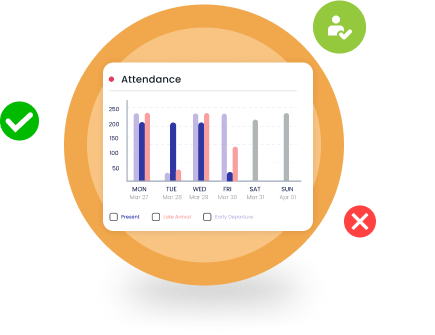 Attendance
250
200
150
100
50
MON TUE WED FRI SAT SUN
Mar 27 Mar 28 Mar 29 Mar 30 Mar 31 Apr 01
Present Late Arrival Early Departure